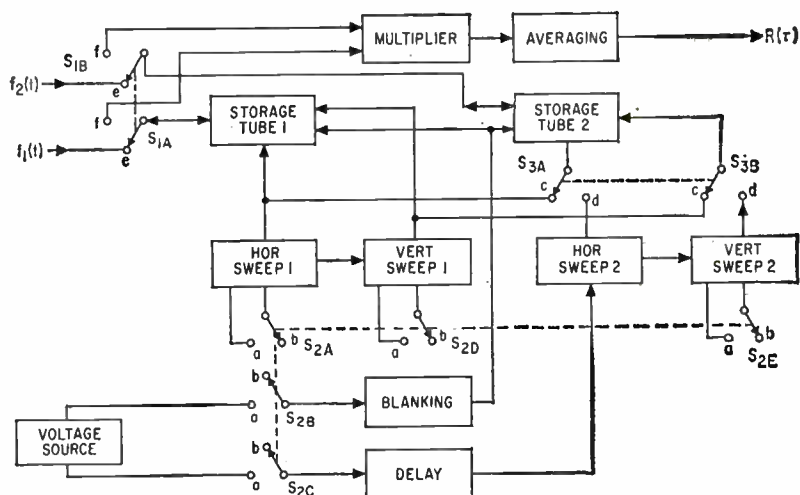 MULTIPLIER
AVERAGING
R(τ)
f
S1B
f2(t)
e
f
S1A
f1(t)
e
STORAGE
TUBE 1
STORAGE
TUBE 2
S3A
c
d
S3B
c
d
HOR
SWEEP 1
VERT
SWEEP 1
HOR
SWEEP 2
VERT
SWEEP 2
a
b
S2A
a
b
S2D
a
b
S2E
b
a
S2B
BLANKING
VOLTAGE
SOURCE
b
a
S2C
DELAY